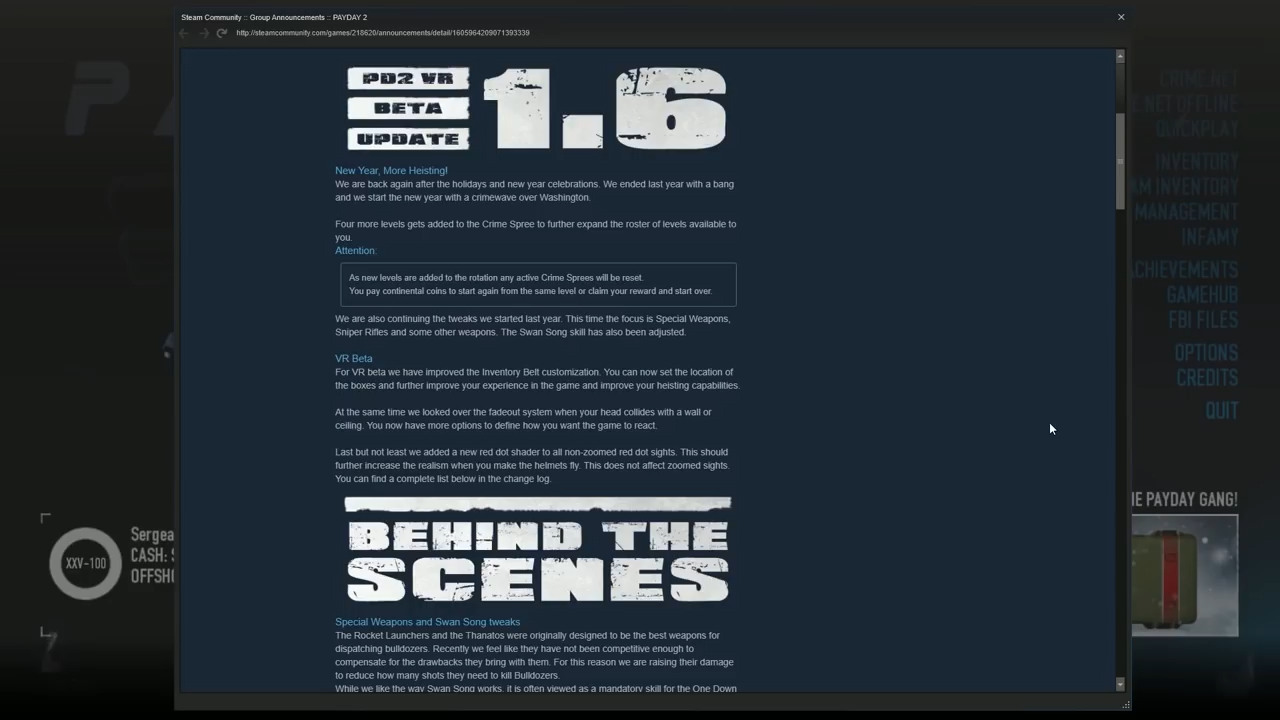 Steam Community :: Group Announcements :: PAYDAY 2
http://steamcommunity.com/games/218620/announcements/detail/1605964209071393339
PD2 VR
BETA
UPDATE
1.6
New Year, More Heisting!
We are back again after the holidays and new year celebrations. We ended last year with a bang
and we start the new year with a crimewave over Washington.
Four more levels gets added to the Crime Spree to further expand the roster of levels available to
you.
Attention:
As new levels are added to the rotation any active Crime Sprees will be reset.
You pay continental coins to start again from the same level or claim your reward and start over.
We are also continuing the tweaks we started last year. This time the focus is Special Weapons,
Sniper Rifles and some other weapons. The Swan Song skill has also been adjusted.
VR Beta
For VR beta we have improved the Inventory Belt customization. You can now set the location of
the boxes and further improve your experience in the game and improve your heisting capabilities.
At the same time we looked over the fadeout system when your head collides with a wall or
ceiling. You now have more options to define how you want the game to react.
Last but not least we added a new red dot shader to all non-zoomed red dot sights. This should
further increase the realism when you make the helmets fly. This does not affect zoomed sights.
You can find a complete list below in the change log.
BEHIND THE
SCENES
Special Weapons and Swan Song tweaks
The Rocket Launchers and the Thanatos were originally designed to be the best weapons for
dispatching bulldozers. Recently we feel like they have not been competitive enough to
compensate for the drawbacks they bring with them. For this reason we are raising their damage
to reduce how many shots they need to kill Bulldozers.
While we like the way Swan Song works, it is often viewed as a mandatory skill for the One Down
P
CRIME.NET
.NET OFFLINE
QUICKPLAY
INVENTORY
AM INVENTORY
MANAGEMENT
INFAMY
ACHIEVEMENTS
GAMEHUB
FBI FILES
OPTIONS
CREDITS
QUIT
HE PAYDAY GANG!
XXV-100
Sergea
CASH: $
OFFSHO